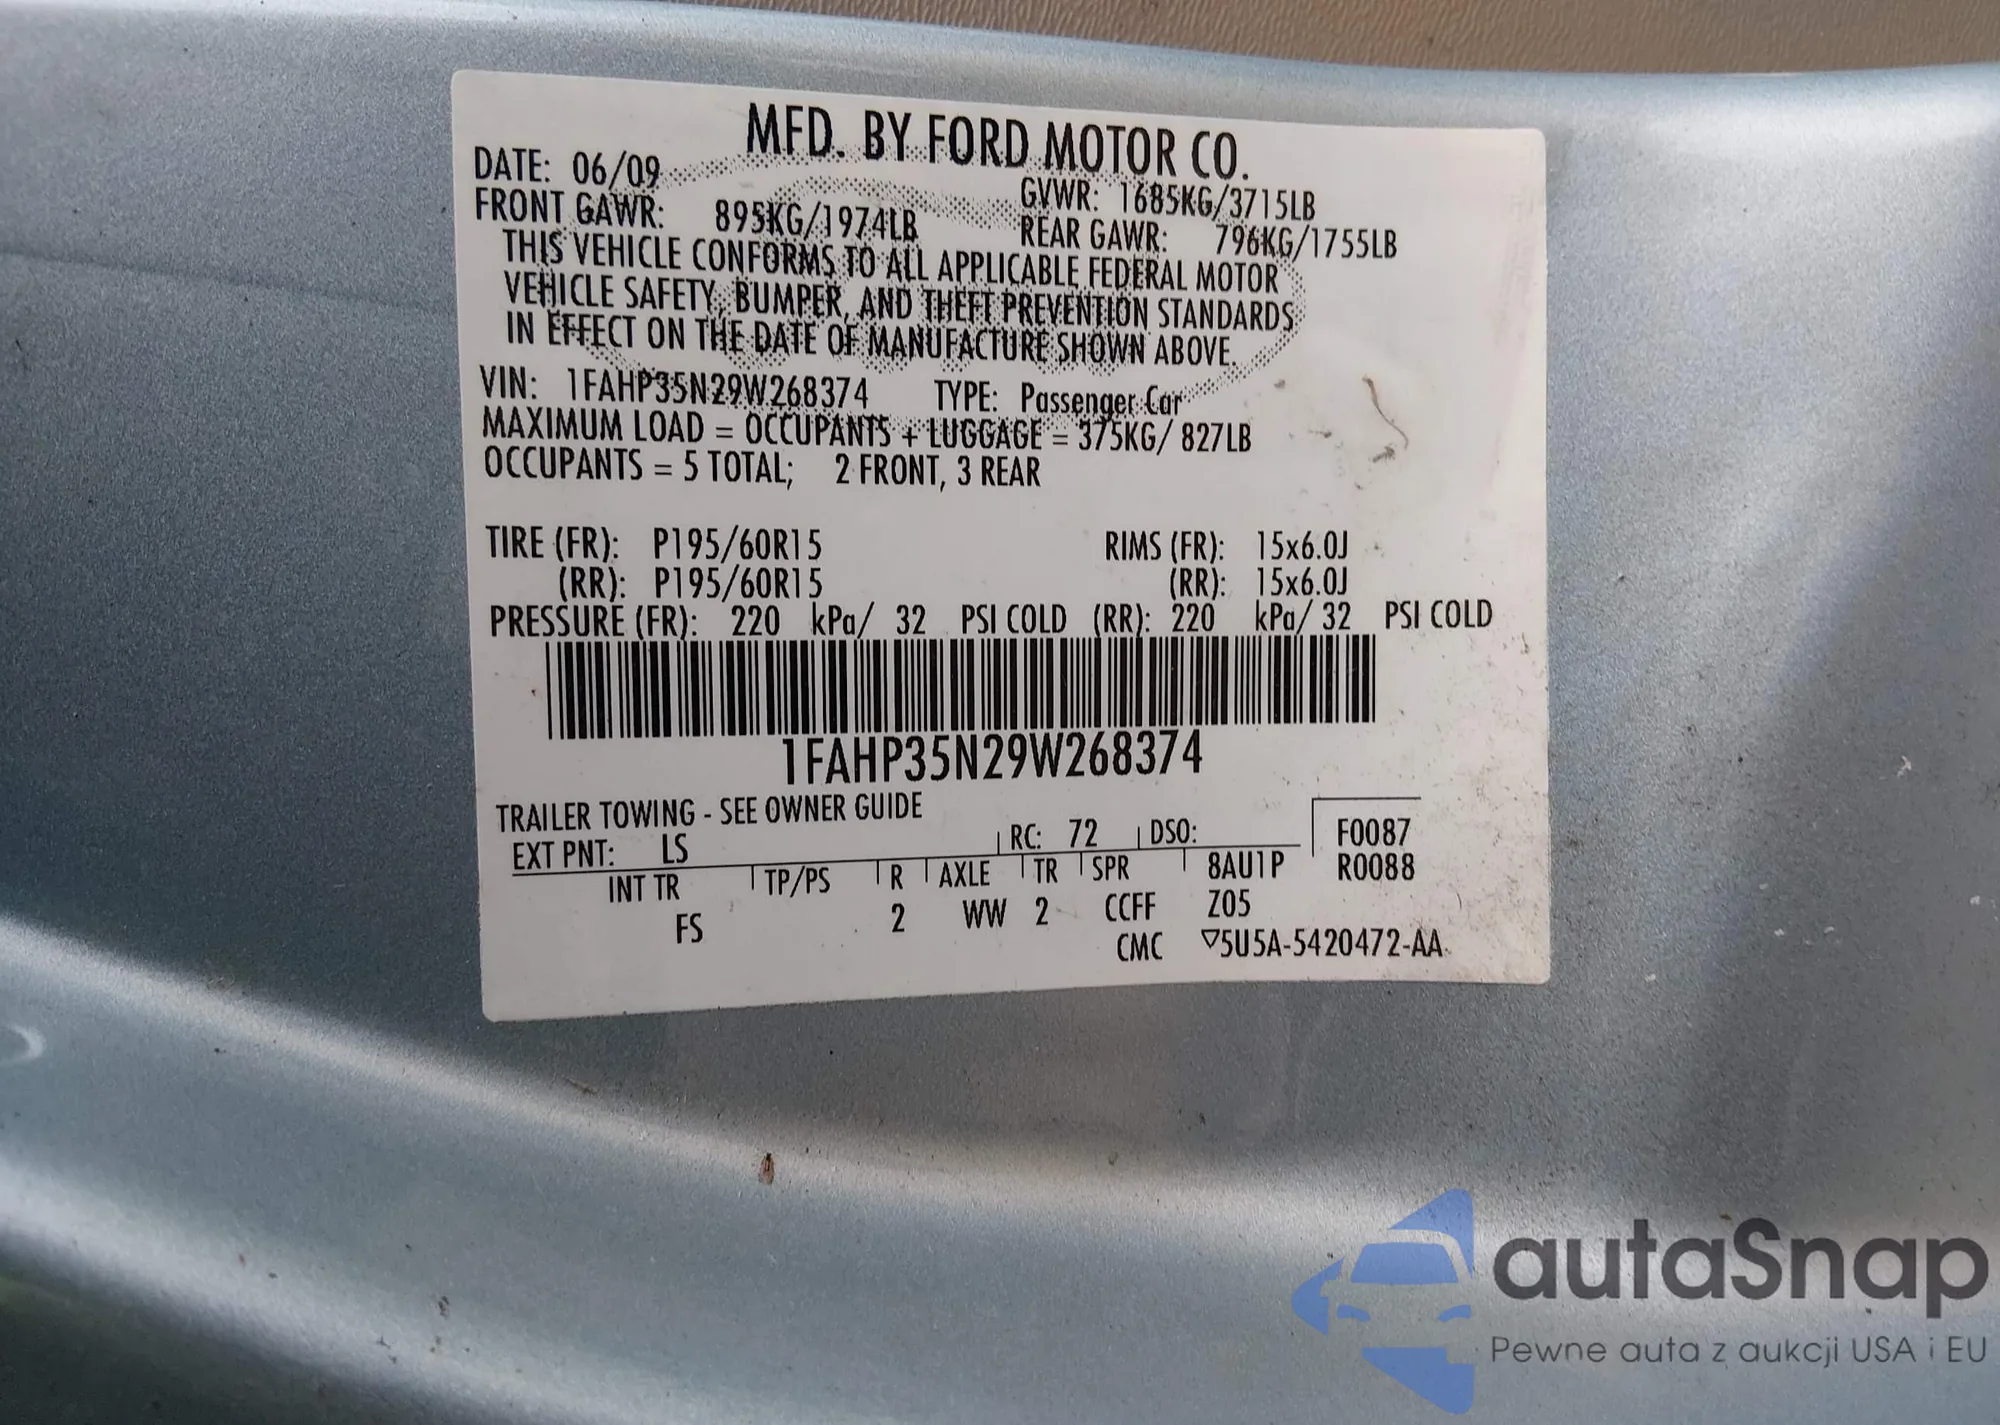 MFD. BY FORD MOTOR CO.
DATE: 06/09
GVWR: 1685KG/3715LB
FRONT GAWR: 895KG/1974LB
REAR GAWR: 796KG/1755LB
THIS VEHICLE CONFORMS TO ALL APPLICABLE FEDERAL MOTOR
VEHICLE SAFETY, BUMPER, AND THEFT PREVENTION STANDARDS
IN EFFECT ON THE DATE OF MANUFACTURE SHOWN ABOVE.
VIN: 1FAHP35N29W268374 TYPE: Passenger Car
MAXIMUM LOAD = OCCUPANTS + LUGGAGE = 375KG/ 827LB
OCCUPANTS = 5 TOTAL; 2 FRONT, 3 REAR
TIRE (FR): P195/60R15 RIMS (FR): 15x6.0J
(RR): P195/60R15 (RR): 15x6.0J
PRESSURE (FR): 220 kPa/ 32 PSI COLD (RR): 220 kPa/ 32 PSI COLD
1FAHP35N29W268374
TRAILER TOWING - SEE OWNER GUIDE
EXT PNT: LS RC: 72 DSO: F0087
INT TR TP/PS R AXLE TR SPR 8AU1P R0088
FS 2 WW 2 CCFF Z05
CMC ▽5U5A-5420472-AA
autaSnap
Pewne auta z aukcji USA i EU